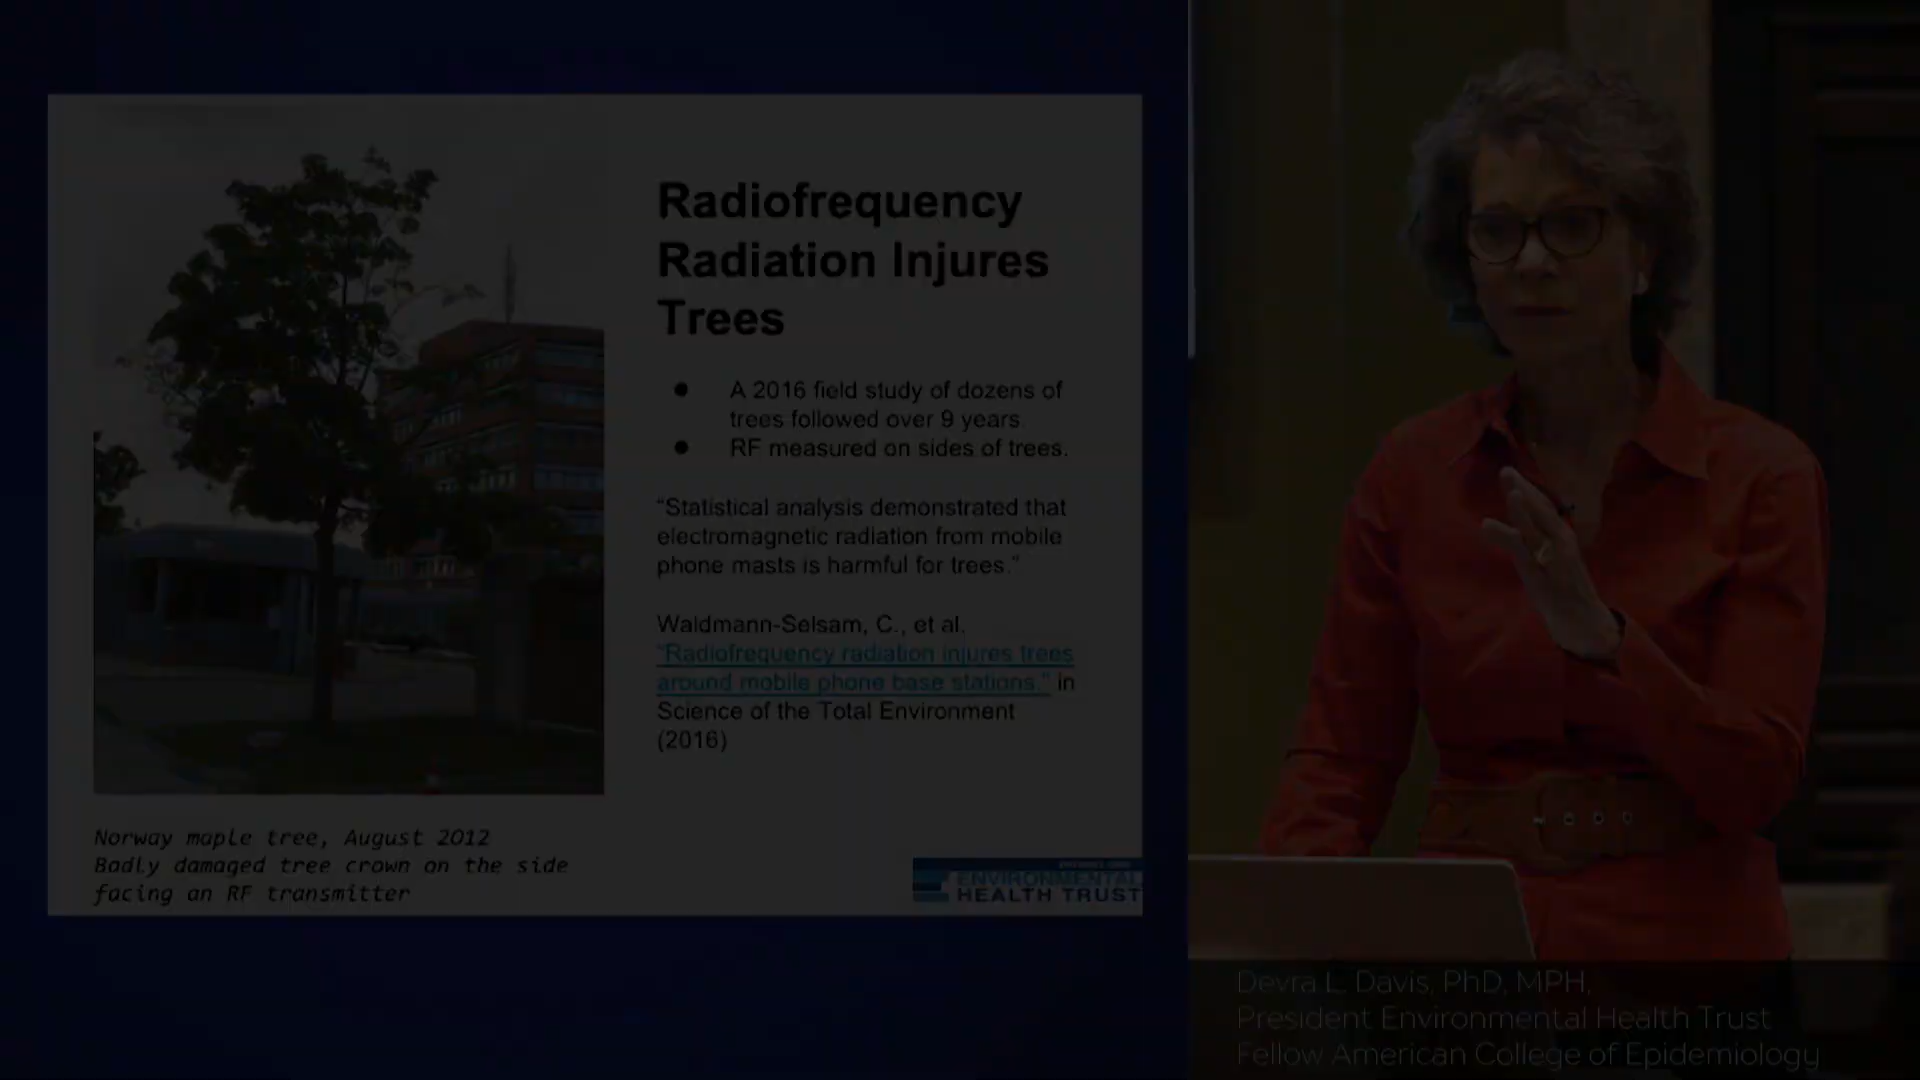 Radiofrequency
Radiation Injures
Trees
● A 2016 field study of dozens of
trees followed over 9 years
● RF measured on sides of trees.
“Statistical analysis demonstrated that
electromagnetic radiation from mobile
phone masts is harmful for trees.”
Waldmann-Selsam, C., et al.
“Radiofrequency radiation injures trees
around mobile phone base stations.” in
Science of the Total Environment
(2016)
Norway maple tree, August 2012
Badly damaged tree crown on the side
facing an RF transmitter
ENVIRONMENTAL
HEALTH TRUST
Devra L. Davis, PhD, MPH,
President Environmental Health Trust
Fellow American College of Epidemiology